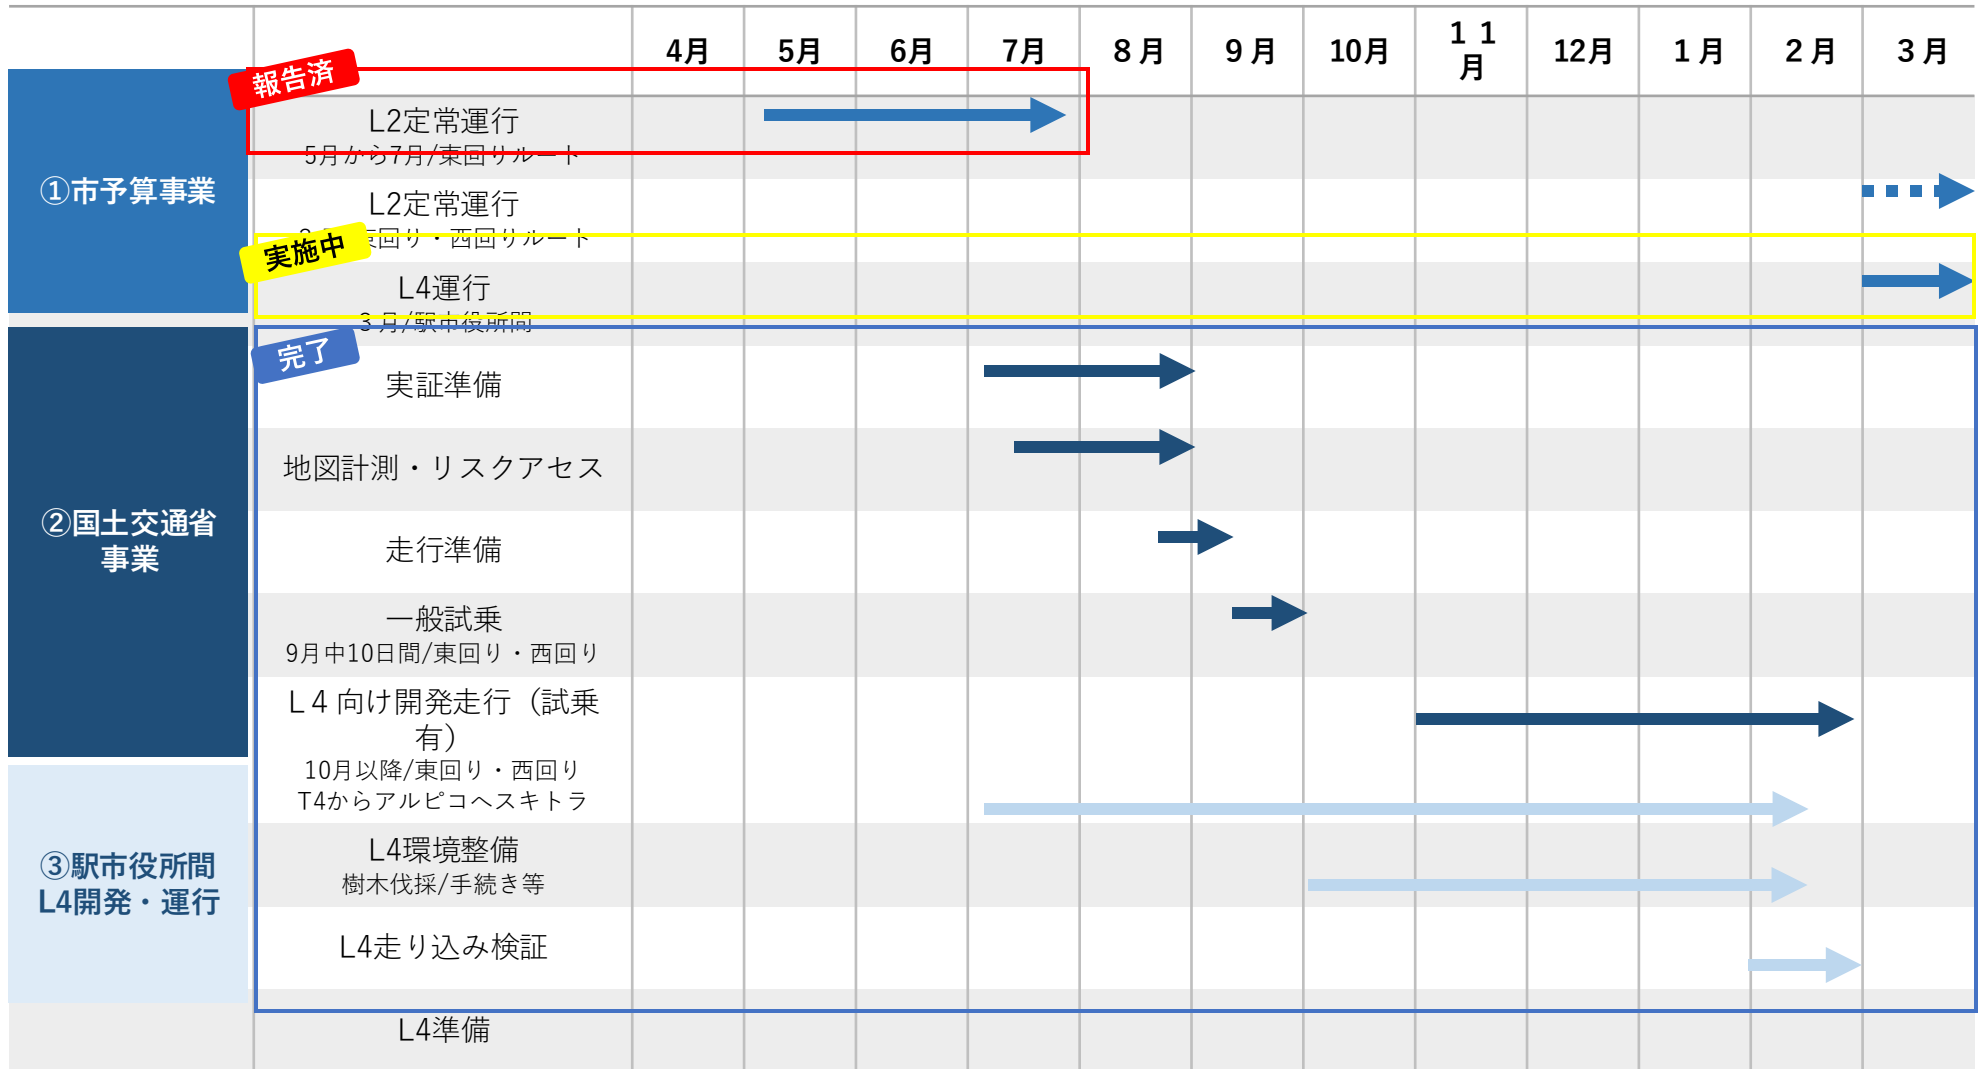 4月 5月 6月 7月 8月 9月 10月 11月 12月 1月 2月 3月
報告済
①市予算事業
L2定常運行
5月から7月/東回りルート
L2定常運行
東回り・西回りルート
実施中
L4運行
3月/駅市役所間
完了
②国土交通省
事業
実証準備
地図計測・リスクアセス
走行準備
一般試乗
9月中10日間/東回り・西回り
L4向け開発走行（試乗
有）
10月以降/東回り・西回り
T4からアルピコへスキトラ
③駅市役所間
L4開発・運行
L4環境整備
樹木伐採/手続き等
L4走り込み検証
L4準備